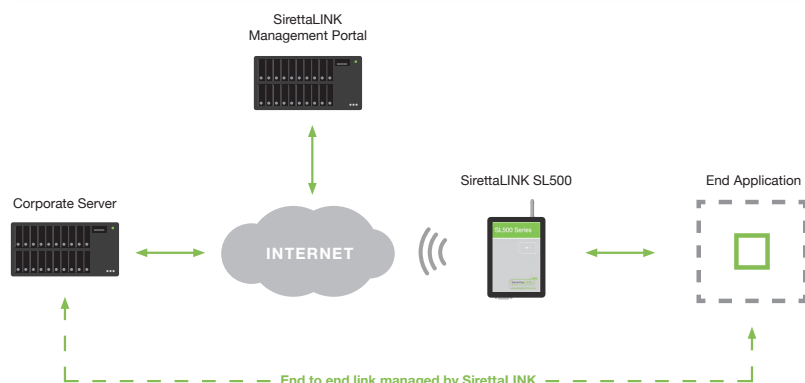 SirettaLINK
Management Portal
Corporate Server
SirettaLINK SL500
End Application
INTERNET
SL500 Series
End to end link managed by SirettaLINK